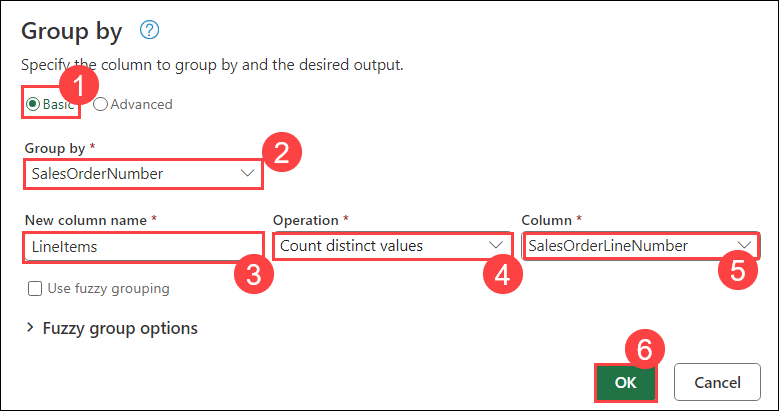 Group by ?
Specify the column to group by and the desired output.
1
Basic Advanced
Group by *
2
SalesOrderNumber
New column name * Operation * Column *
LineItems Count distinct values SalesOrderLineNumber
3 4 5
Use fuzzy grouping
Fuzzy group options
6
OK Cancel